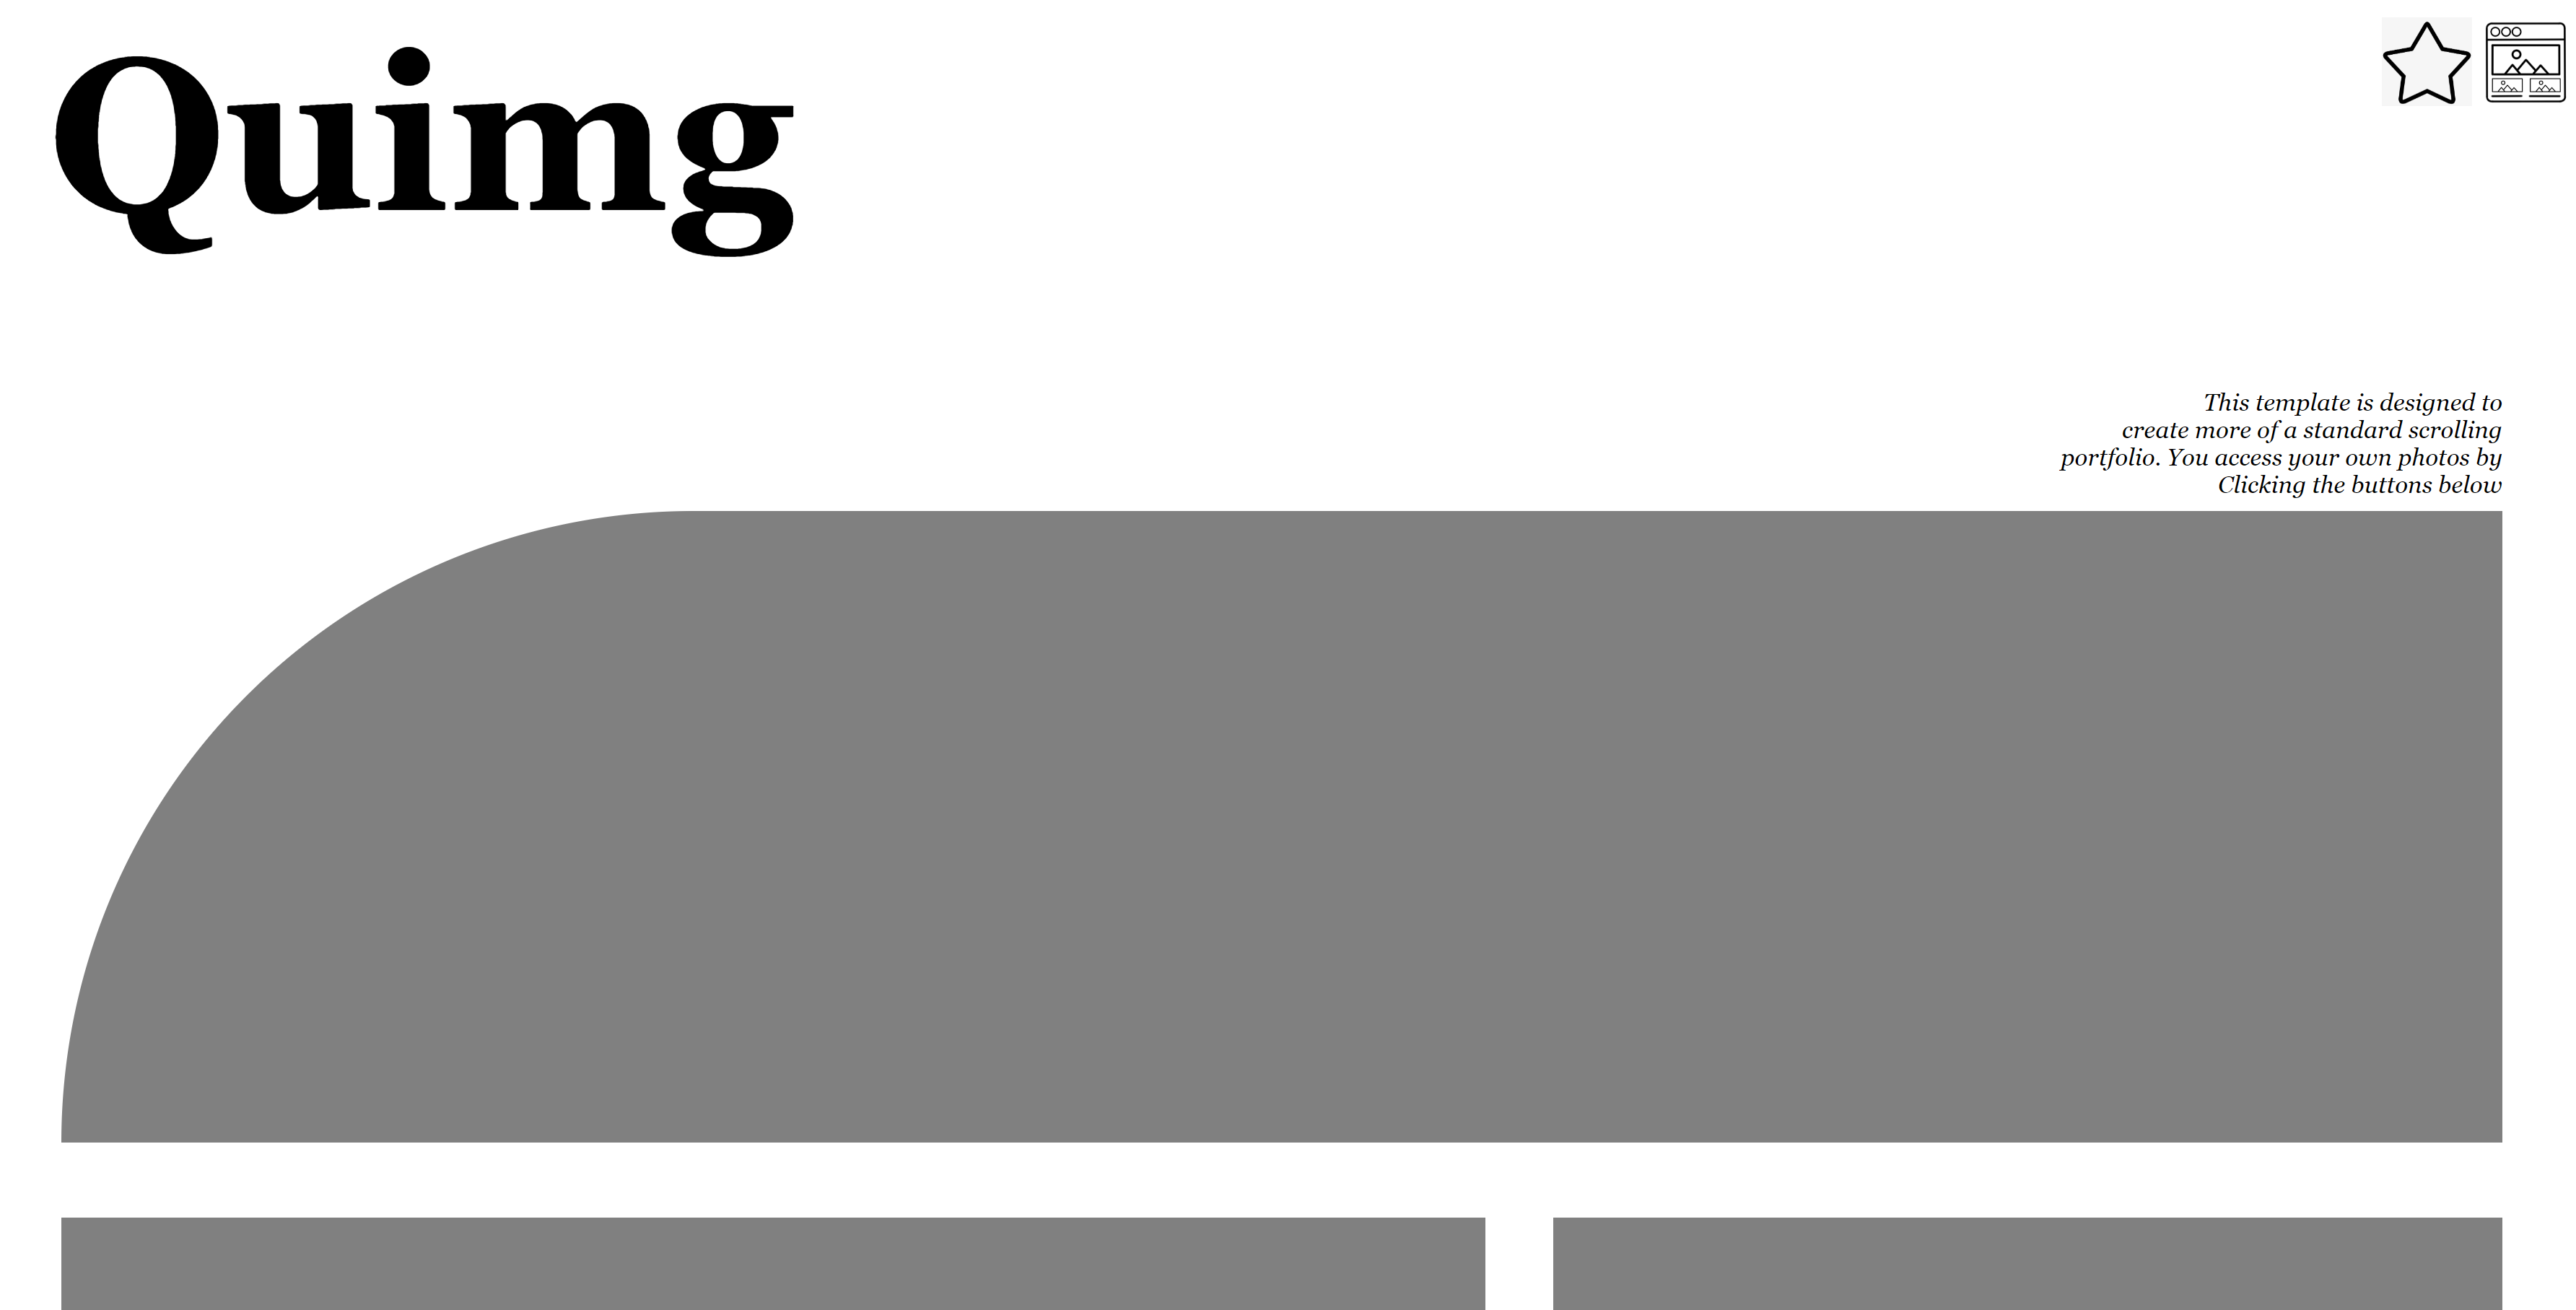 Quimg
This template is designed to
create more of a standard scrolling
portfolio. You access your own photos by
Clicking the buttons below